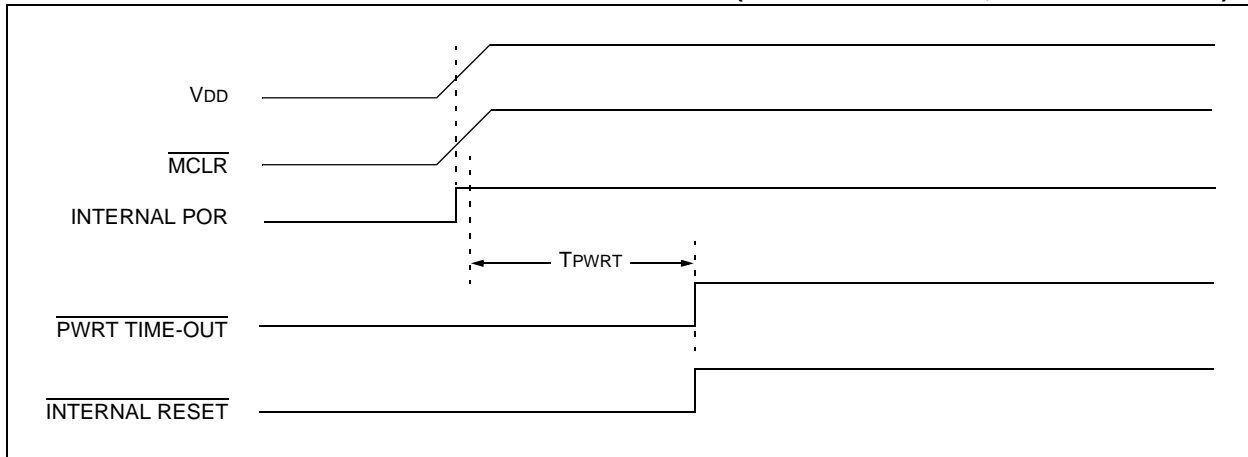 VDD
MCLR
INTERNAL POR
TPWRT
PWRT TIME-OUT
INTERNAL RESET